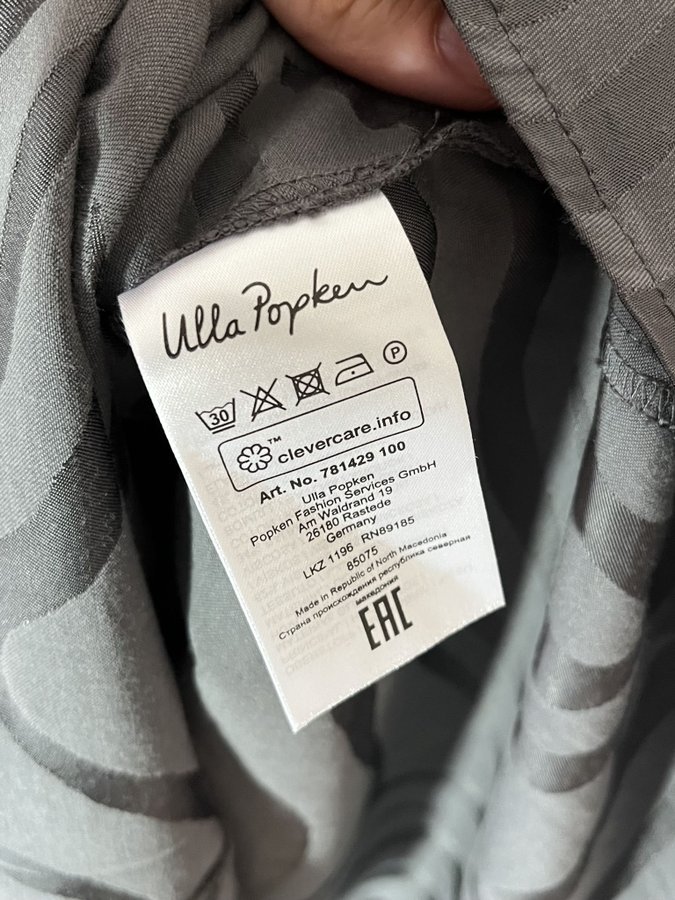 Ulla Popken
30
P
clevercare.info
Art. No. 781429 100
Ulla Popken
Popken Fashion Services GmbH
Am Waldrand 19
26180 Rastede
Germany
LKZ 1196 RN89185
85075
Made in Republic of North Macedonia
Страна происхождения республика северная
македония
EAC